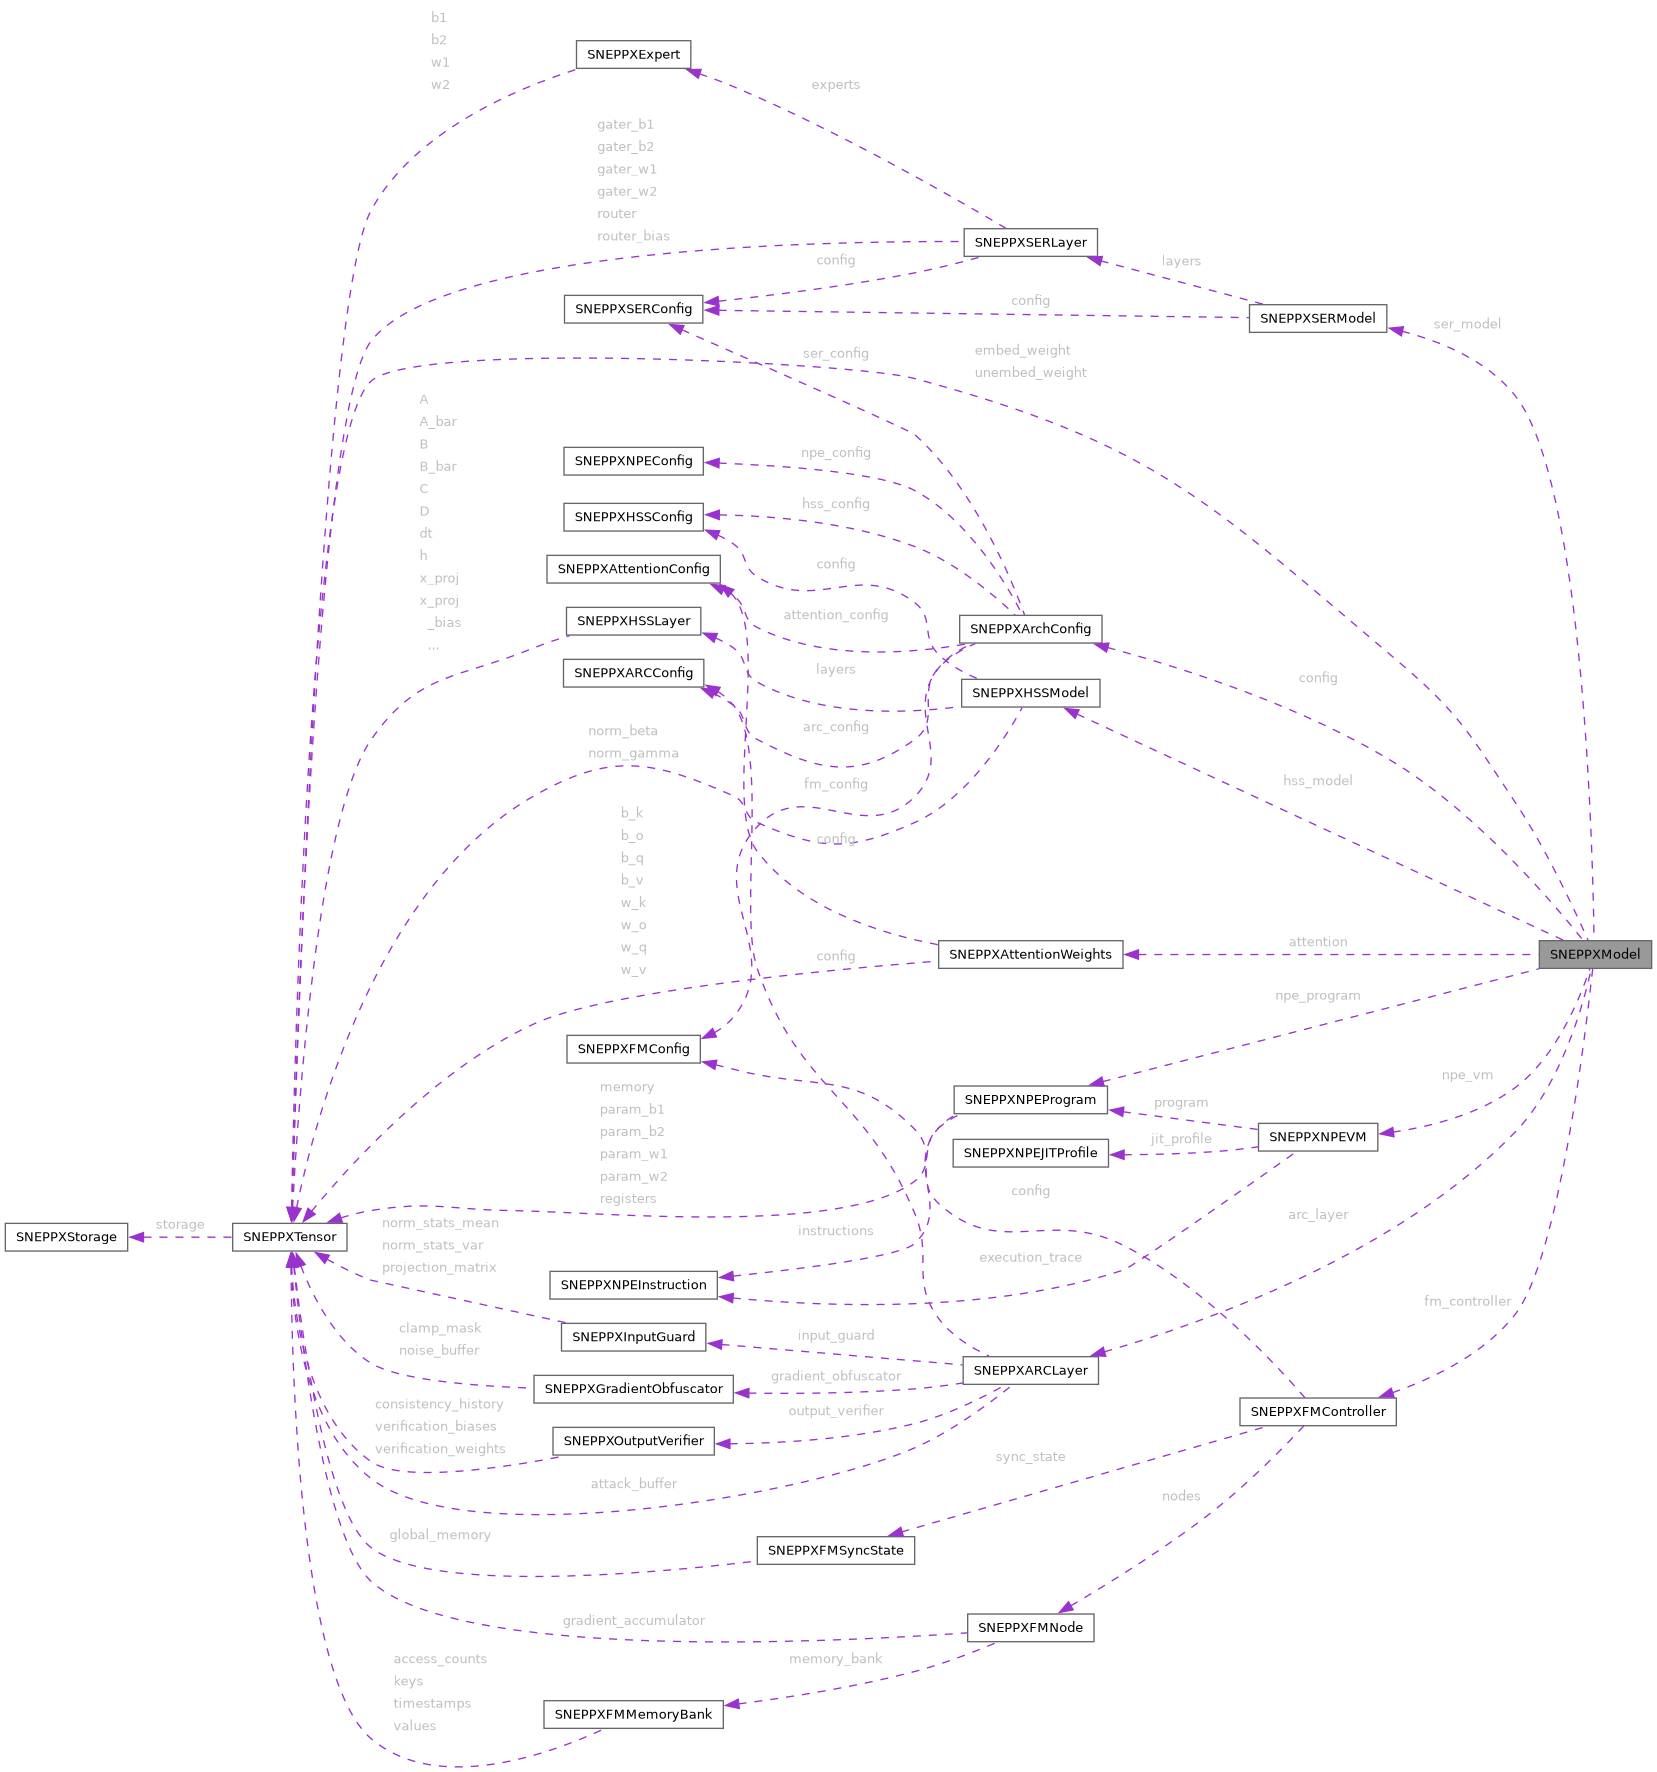 b1
b2
w1
w2
SNEPPXExpert
experts
gater_b1
gater_b2
gater_w1
gater_w2
router
router_bias
SNEPPXSERLayer
config
layers
SNEPPXSERConfig
config
SNEPPXSERModel
ser_model
ser_config
embed_weight
unembed_weight
A
A_bar
B
B_bar
C
D
dt
h
x_proj
x_proj
_bias
...
SNEPPXNPEConfig
npe_config
SNEPPXHSSConfig
hss_config
SNEPPXAttentionConfig
config
SNEPPXHSSLayer
attention_config
SNEPPXArchConfig
SNEPPXARCConfig
layers
SNEPPXHSSModel
config
norm_beta
norm_gamma
arc_config
fm_config
hss_model
b_k
b_o
b_q
b_v
w_k
w_o
w_q
w_v
config
config
SNEPPXAttentionWeights
attention
SNEPPXModel
npe_program
SNEPPXFMConfig
memory
param_b1
param_b2
param_w1
param_w2
registers
SNEPPXNPEProgram
program
npe_vm
SNEPPXNPEVM
SNEPPXNPEJITProfile
jit_profile
config
arc_layer
SNEPPXStorage
storage
SNEPPXTensor
norm_stats_mean
norm_stats_var
projection_matrix
instructions
execution_trace
SNEPPXNPEInstruction
fm_controller
clamp_mask
noise_buffer
SNEPPXInputGuard
input_guard
SNEPPXARCLayer
SNEPPXGradientObfuscator
gradient_obfuscator
consistency_history
verification_biases
verification_weights
SNEPPXOutputVerifier
output_verifier
SNEPPXFMController
attack_buffer
sync_state
nodes
global_memory
SNEPPXFMSyncState
gradient_accumulator
SNEPPXFMNode
access_counts
keys
timestamps
values
memory_bank
SNEPPXFMMemoryBank